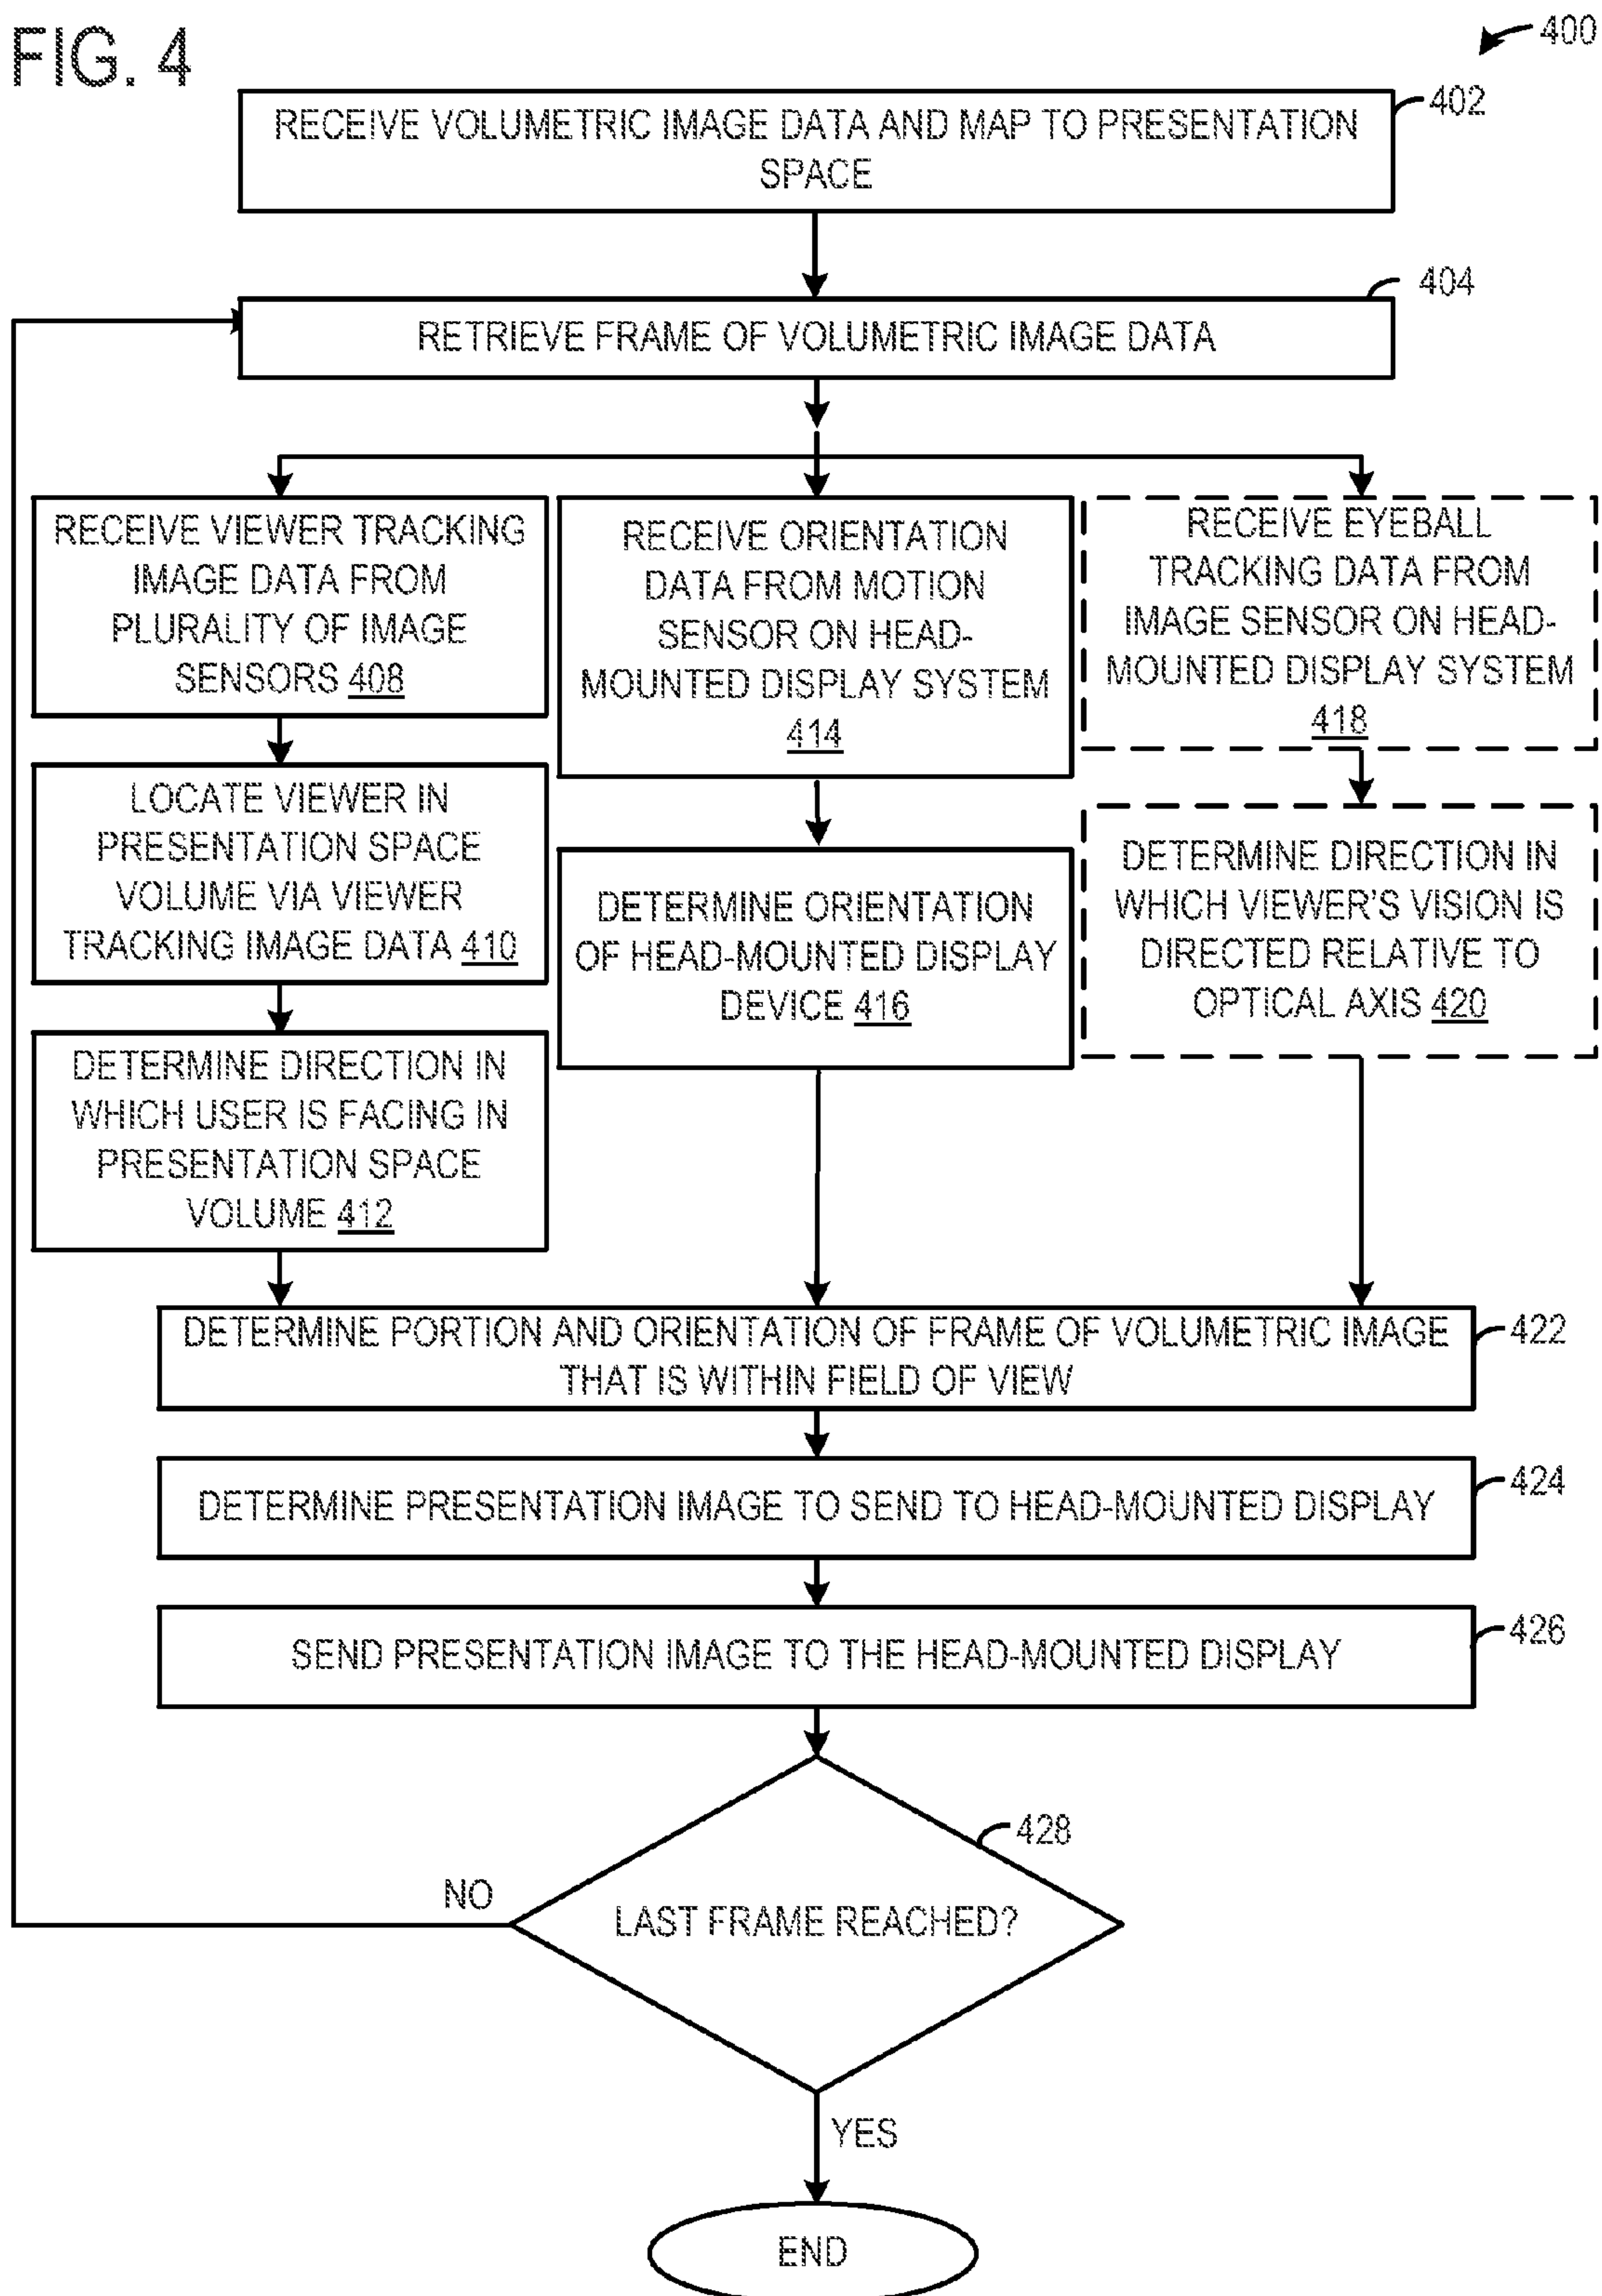 FIG. 4
400
RECEIVE VOLUMETRIC IMAGE DATA AND MAP TO PRESENTATION
SPACE
402
404
RETRIEVE FRAME OF VOLUMETRIC IMAGE DATA
RECEIVE VIEWER TRACKING
IMAGE DATA FROM
PLURALITY OF IMAGE
SENSORS 408
LOCATE VIEWER IN
PRESENTATION SPACE
VOLUME VIA VIEWER
TRACKING IMAGE DATA 410
DETERMINE DIRECTION IN
WHICH USER IS FACING IN
PRESENTATION SPACE
VOLUME 412
RECEIVE ORIENTATION
DATA FROM MOTION
SENSOR ON HEAD-
MOUNTED DISPLAY SYSTEM
414
DETERMINE ORIENTATION
OF HEAD-MOUNTED DISPLAY
DEVICE 416
RECEIVE EYEBALL
TRACKING DATA FROM
IMAGE SENSOR ON HEAD-
MOUNTED DISPLAY SYSTEM
418
DETERMINE DIRECTION IN
WHICH VIEWER'S VISION IS
DIRECTED RELATIVE TO
OPTICAL AXIS 420
DETERMINE PORTION AND ORIENTATION OF FRAME OF VOLUMETRIC IMAGE
THAT IS WITHIN FIELD OF VIEW
422
DETERMINE PRESENTATION IMAGE TO SEND TO HEAD-MOUNTED DISPLAY
424
SEND PRESENTATION IMAGE TO THE HEAD-MOUNTED DISPLAY
426
428
NO
LAST FRAME REACHED?
YES
END